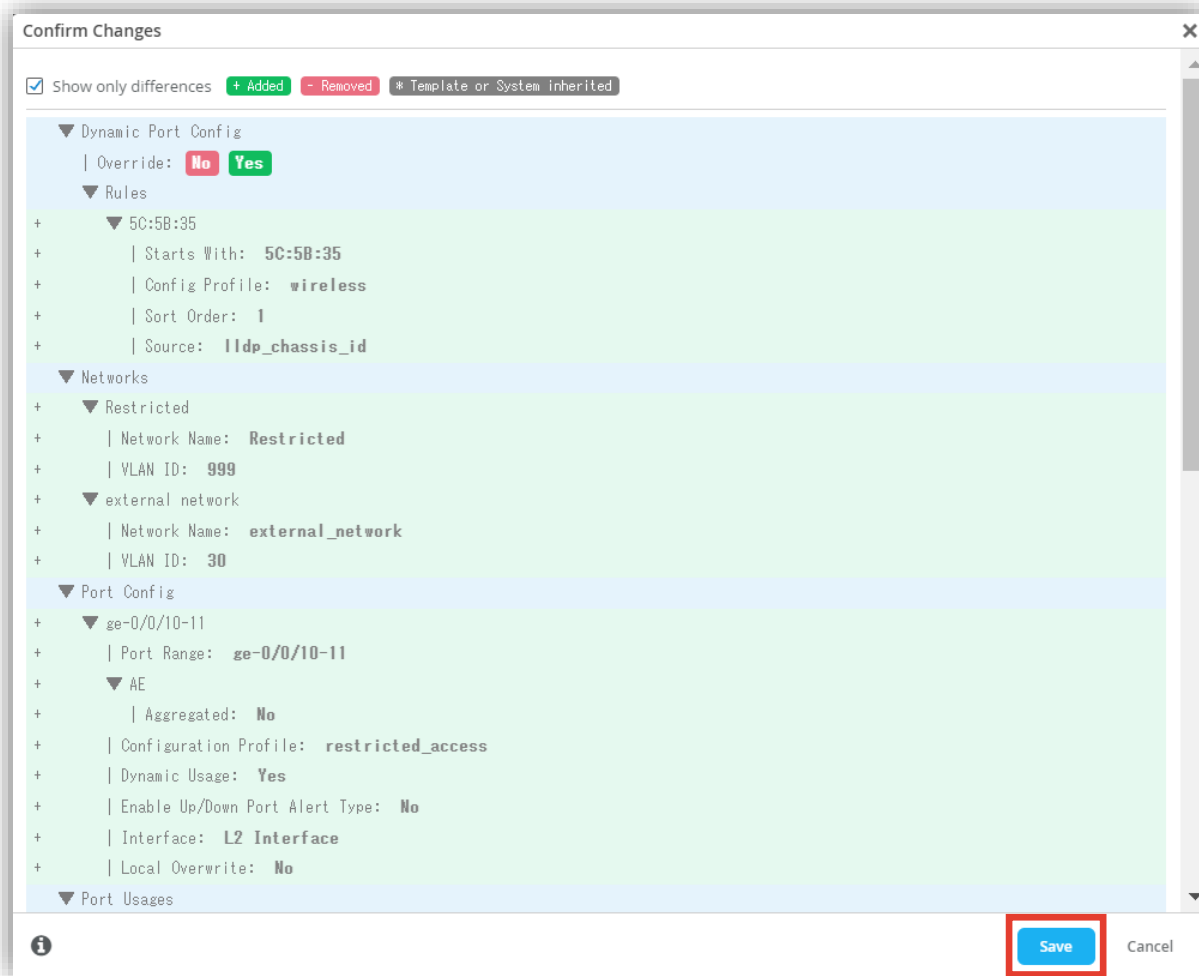 Confirm Changes
Show only differences + Added - Removed * Template or System inherited
Dynamic Port Config
| Override: No Yes
Rules
+ 5C:5B:35
+ | Starts With: 5C:5B:35
+ | Config Profile: wireless
+ | Sort Order: 1
+ | Source: lldp_chassis_id
Networks
+ Restricted
+ | Network Name: Restricted
+ | VLAN ID: 999
+ external network
+ | Network Name: external_network
+ | VLAN ID: 30
Port Config
+ ge-0/0/10-11
+ | Port Range: ge-0/0/10-11
+ AE
+ | Aggregated: No
+ | Configuration Profile: restricted_access
+ | Dynamic Usage: Yes
+ | Enable Up/Down Port Alert Type: No
+ | Interface: L2 Interface
+ | Local Overwrite: No
Port Usages
Save Cancel